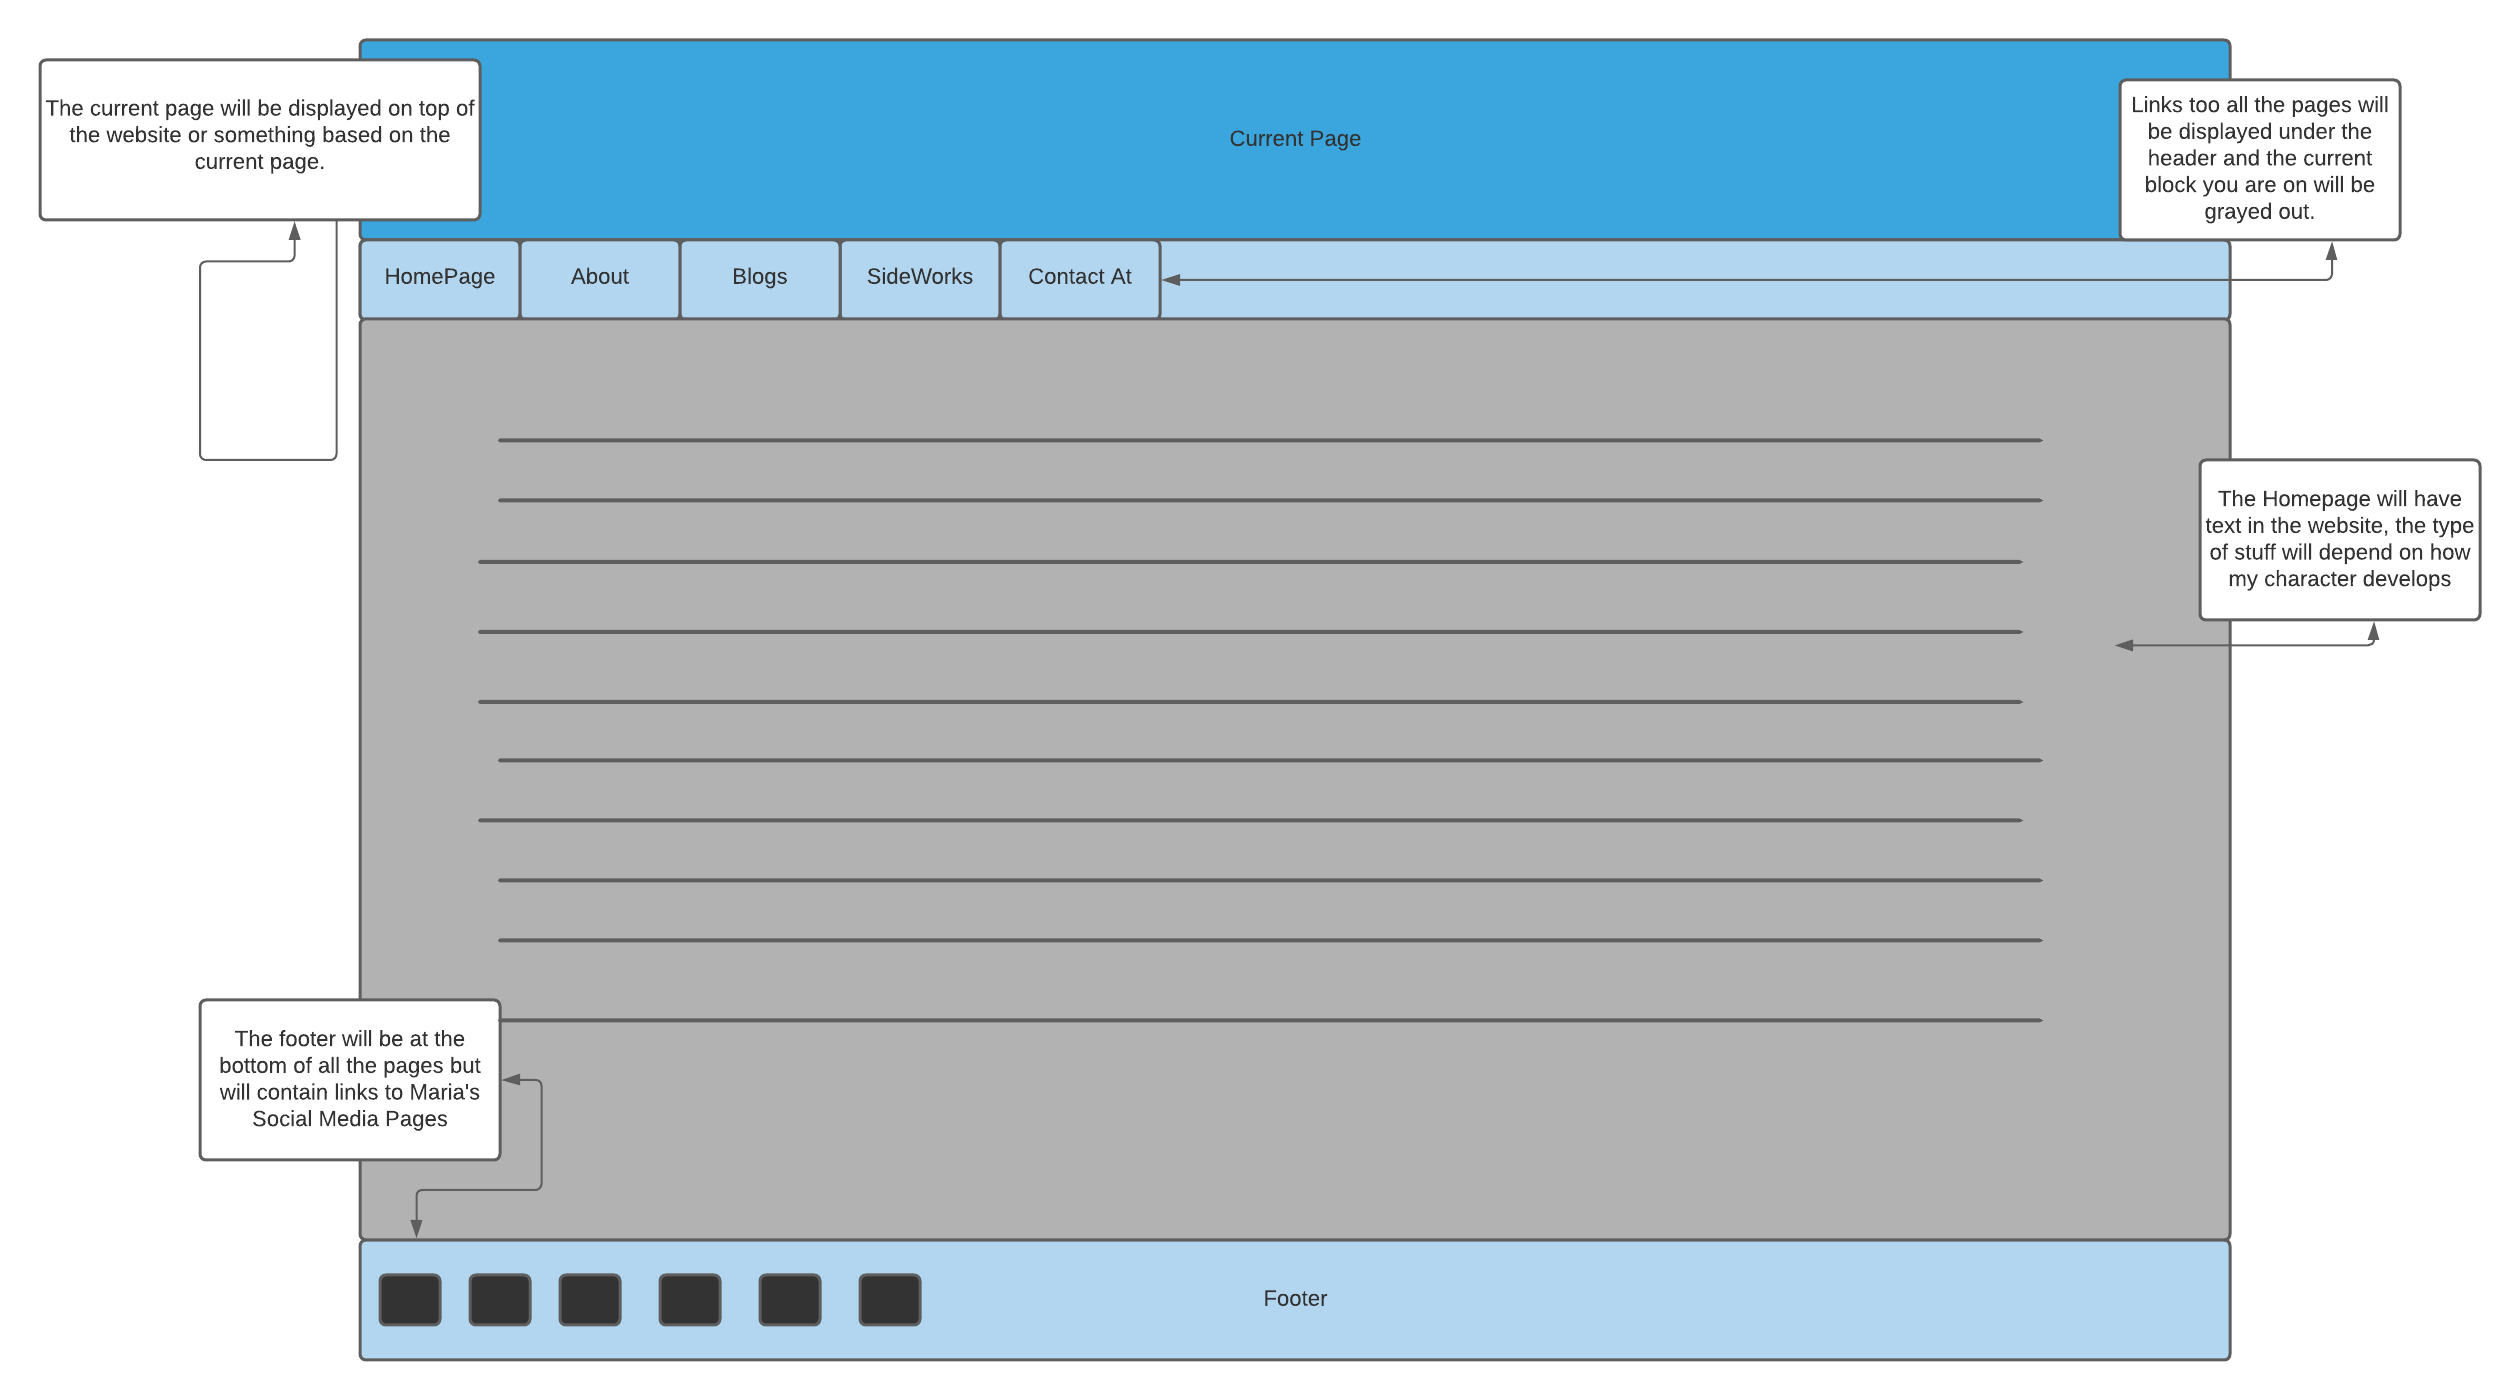 The current page will be displayed on top of
the website or something based on the
current page.
Current Page
Links too all the pages will
be displayed under the
header and the current
block you are on will be
grayed out.
HomePage
About
Blogs
SideWorks
Contact At
The Homepage will have
text in the website, the type
of stuff will depend on how
my character develops
The footer will be at the
bottom of all the pages but
will contain links to Maria's
Social Media Pages
Footer